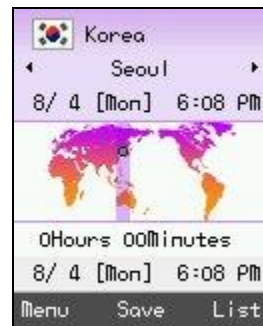 Korea
Seoul
8/ 4 [Mon] 6:08 PM
0Hours 00Minutes
8/ 4 [Mon] 6:08 PM
Menu Save List